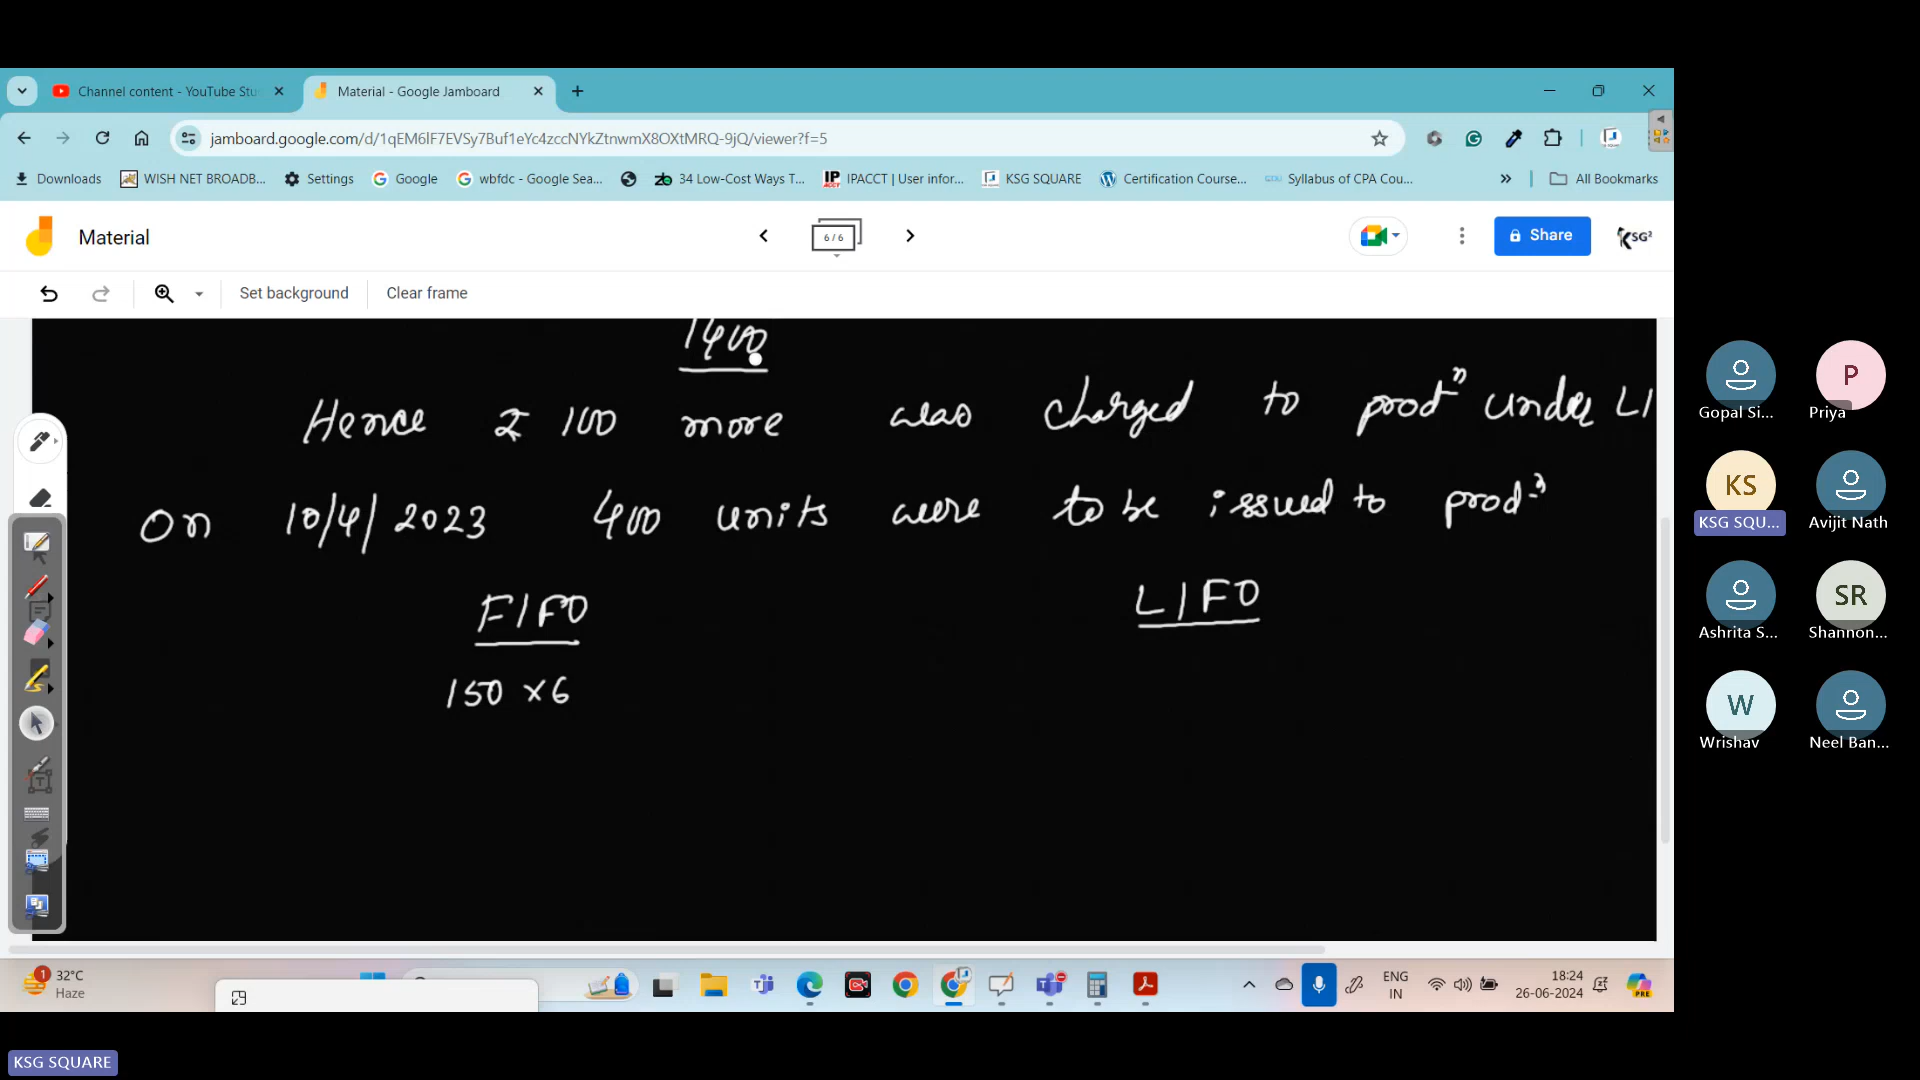 Channel content - YouTube Stu
Material - Google Jamboard
jamboard.google.com/d/1qEM6lF7EVSy7Buf1eYc4zccNYkZtnwmX8OXtMRQ-9jQ/viewer?f=5
Downloads WISH NET BROADB... Settings Google wbfdc - Google Sea... 34 Low-Cost Ways T... IPACCT | User infor... KSG SQUARE Certification Course... Syllabus of CPA Cou... » All Bookmarks
Material 6 / 6 Share KSG²
Set background Clear frame
1400
Hence ₹ 100 more was charged to prodⁿ under LI
On 10/4/2023 400 units were to be issued to prodⁿ
FIFO LIFO
150 × 6
Gopal Si... Priya
KS
KSG SQU... Avijit Nath
SR
Ashrita S... Shannon...
W
Wrishav Neel Ban...
P
1 32°C
Haze
ENG
IN
18:24
26-06-2024
PRE
KSG SQUARE